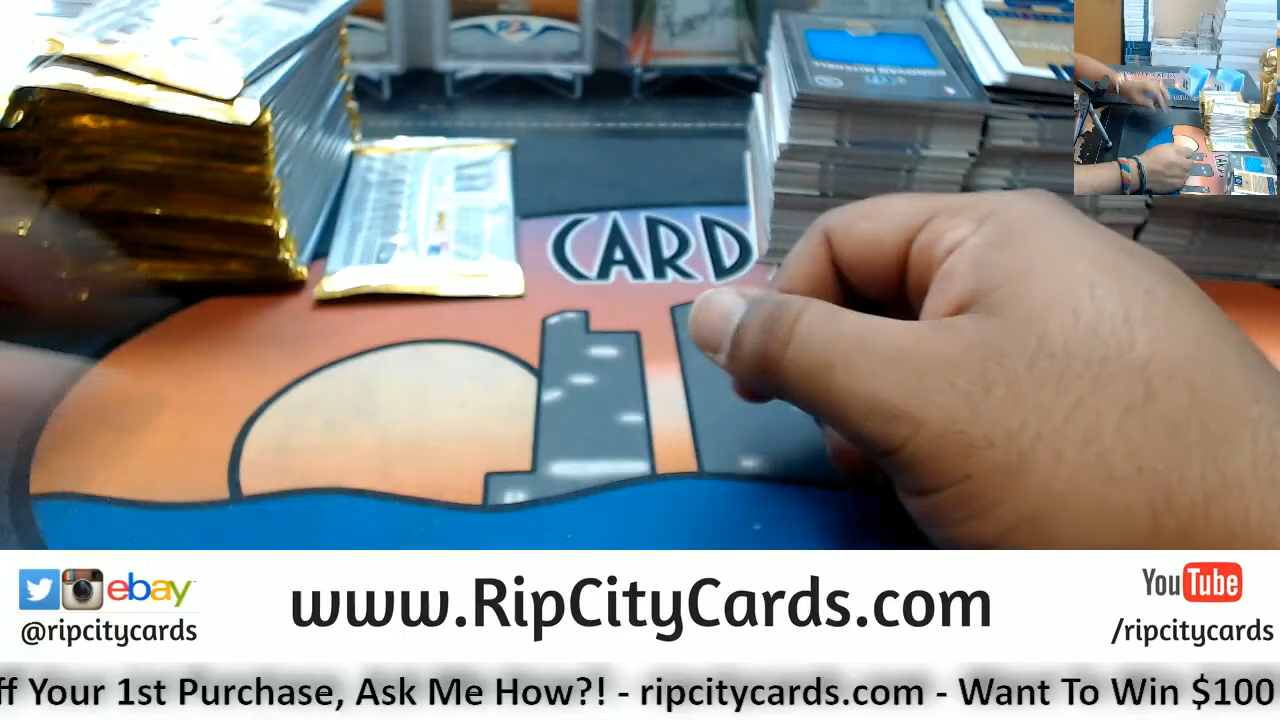 CARD
ebay
@ripcitycards
www.RipCityCards.com
YouTube
/ripcitycards
ff Your 1st Purchase, Ask Me How?! - ripcitycards.com - Want To Win $100